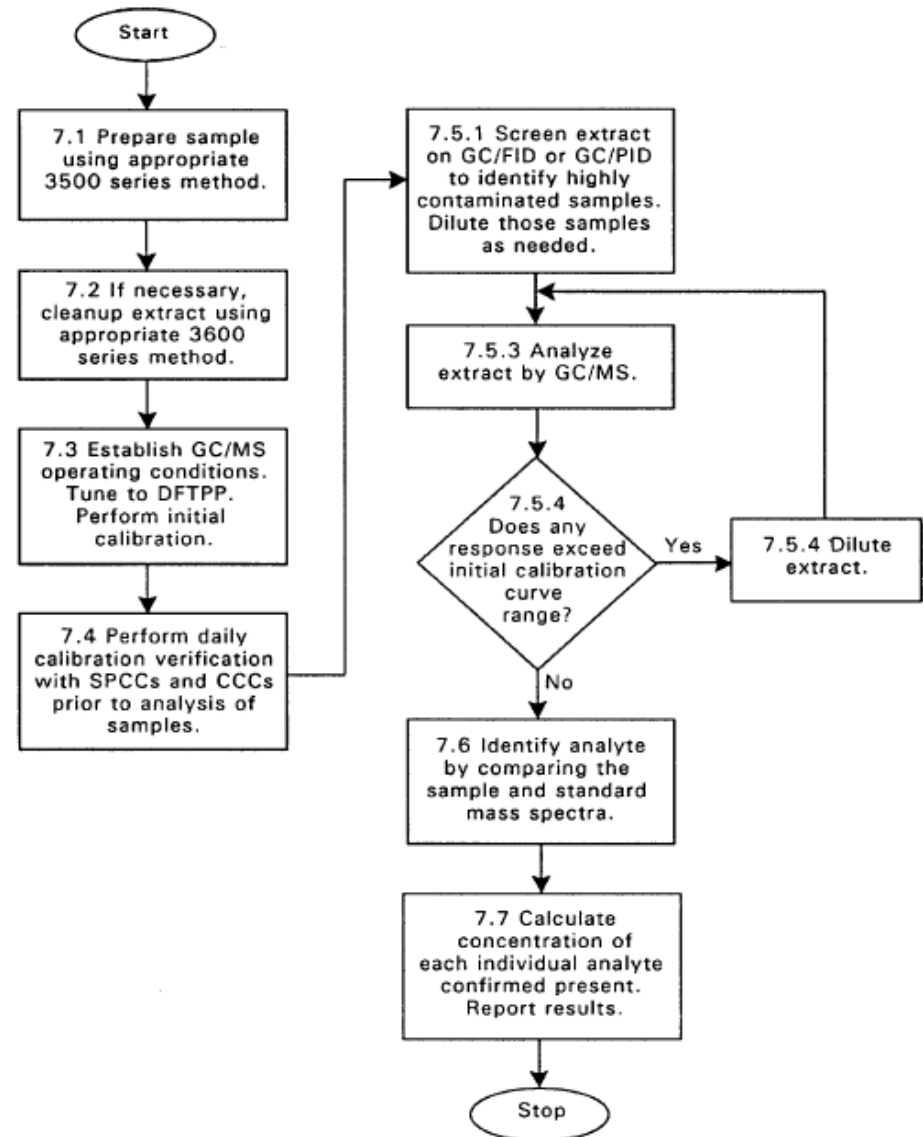 Start
7.1 Prepare sample
using appropriate
3500 series method.
7.2 If necessary,
cleanup extract using
appropriate 3600
series method.
7.3 Establish GC/MS
operating conditions.
Tune to DFTPP.
Perform initial
calibration.
7.4 Perform daily
calibration verification
with SPCCs and CCCs
prior to analysis of
samples.
7.5.1 Screen extract
on GC/FID or GC/PID
to identify highly
contaminated samples.
Dilute those samples
as needed.
7.5.3 Analyze
extract by GC/MS.
7.5.4
Does any
response exceed
initial calibration
curve
range?
Yes
7.5.4 Dilute
extract.
No
7.6 Identify analyte
by comparing the
sample and standard
mass spectra.
7.7 Calculate
concentration of
each individual analyte
confirmed present.
Report results.
Stop